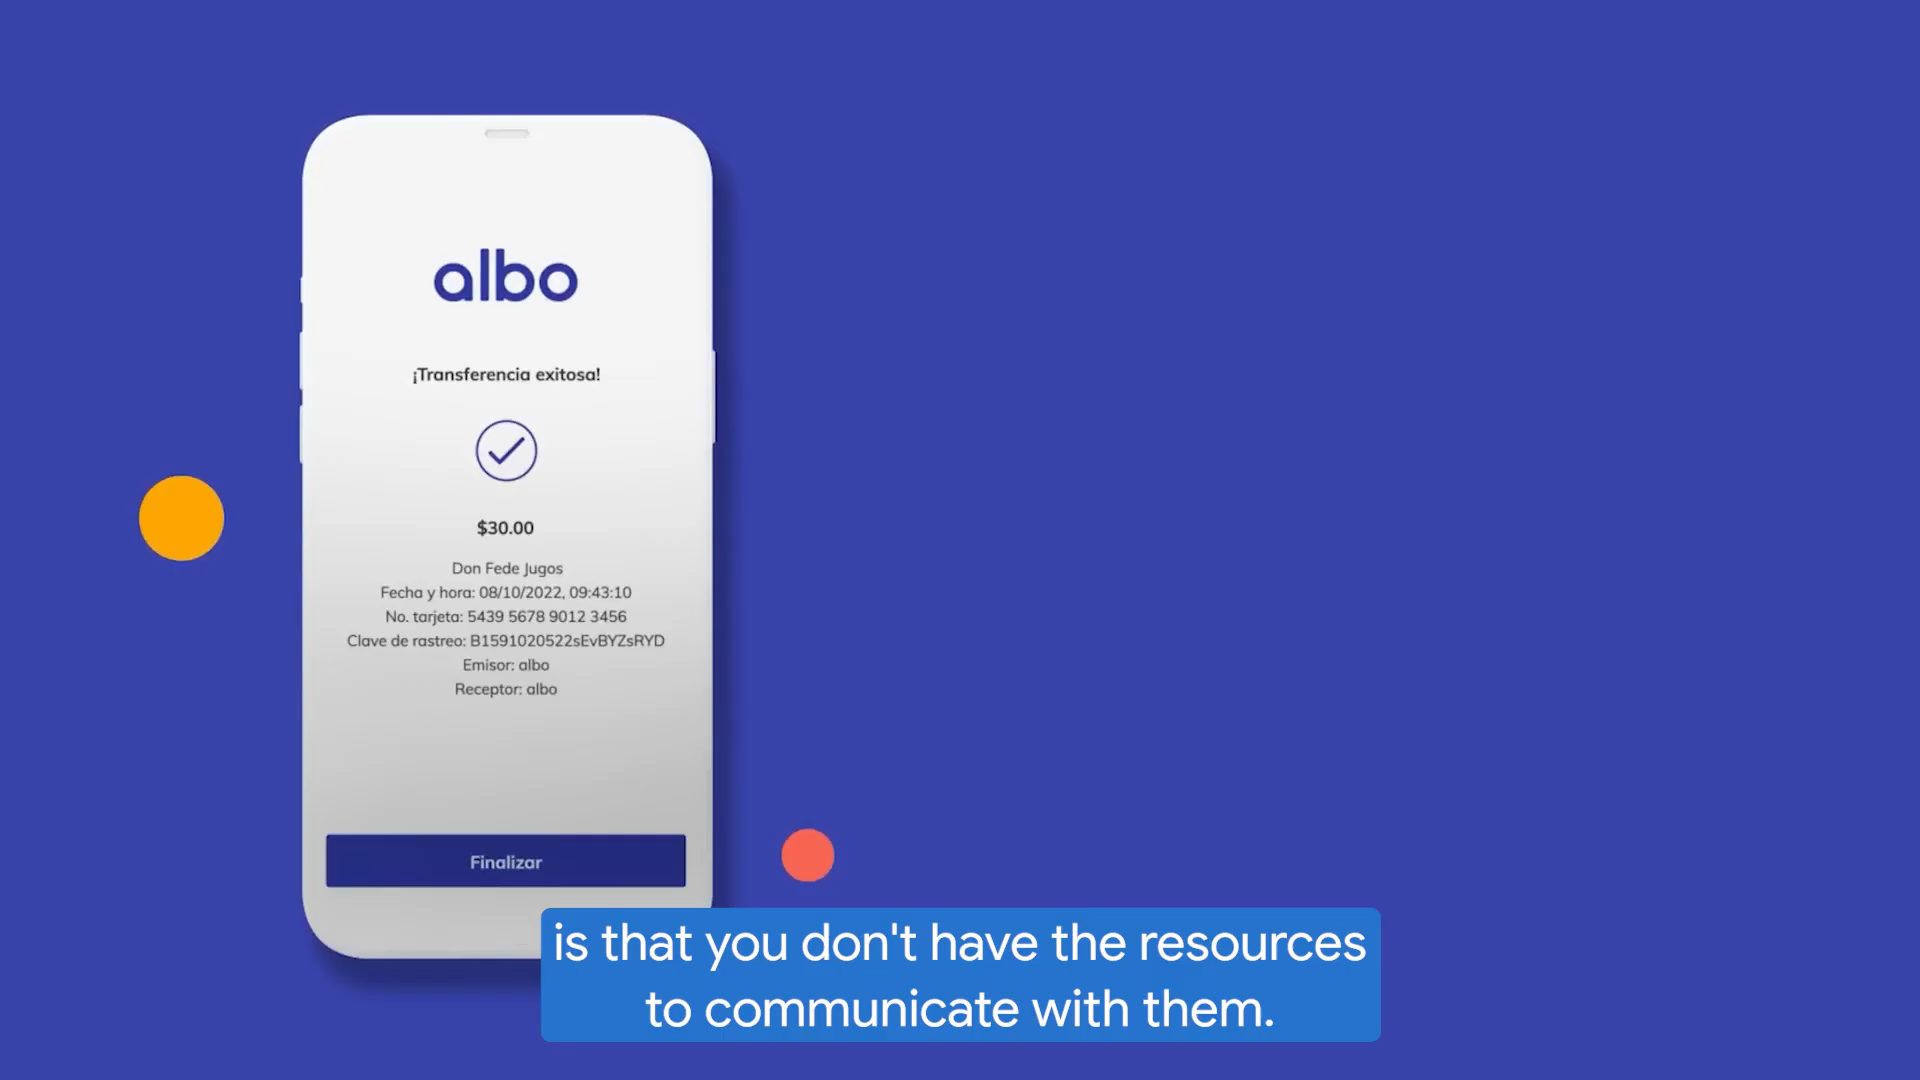 albo
¡Transferencia exitosa!
$30.00
Don Fede Jugos
Fecha y hora: 08/10/2022, 09:43:10
No. tarjeta: 5439 5678 9012 3456
Clave de rastreo: B1591020522sEvBYZsRYD
Emisor: albo
Receptor: albo
Finalizar
is that you don't have the resources
to communicate with them.